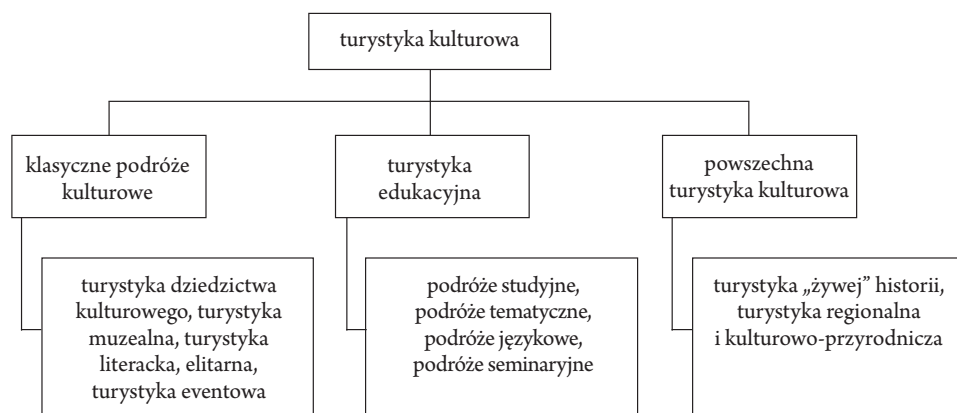 turystyka kulturowa
klasyczne podróże
kulturowe
turystyka
edukacyjna
powszechna
turystyka kulturowa
turystyka dziedzictwa
kulturowego, turystyka
muzealna, turystyka
literacka, elitarna,
turystyka eventowa
podróże studyjne,
podróże tematyczne,
podróże językowe,
podróże seminaryjne
turystyka „żywej” historii,
turystyka regionalna
i kulturowo-przyrodnicza